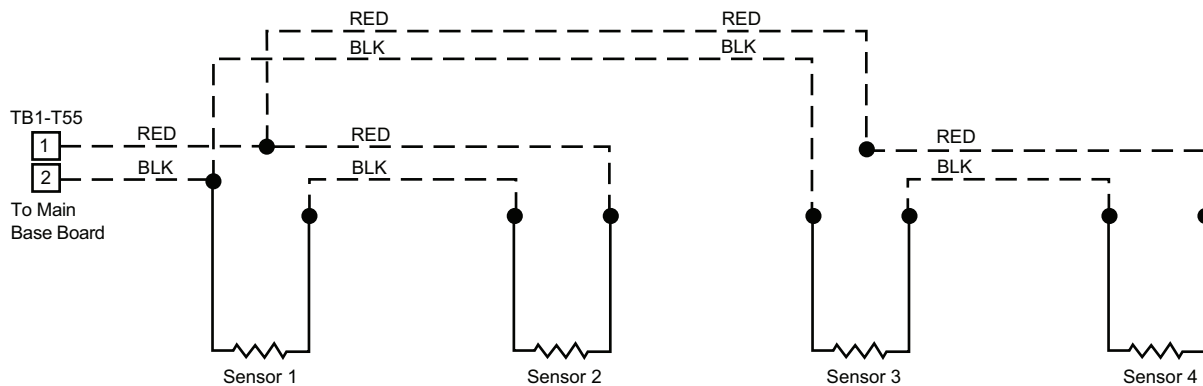 RED RED
BLK BLK
TB1-T55
1 RED RED RED
2 BLK BLK BLK
To Main
Base Board
Sensor 1 Sensor 2 Sensor 3 Sensor 4